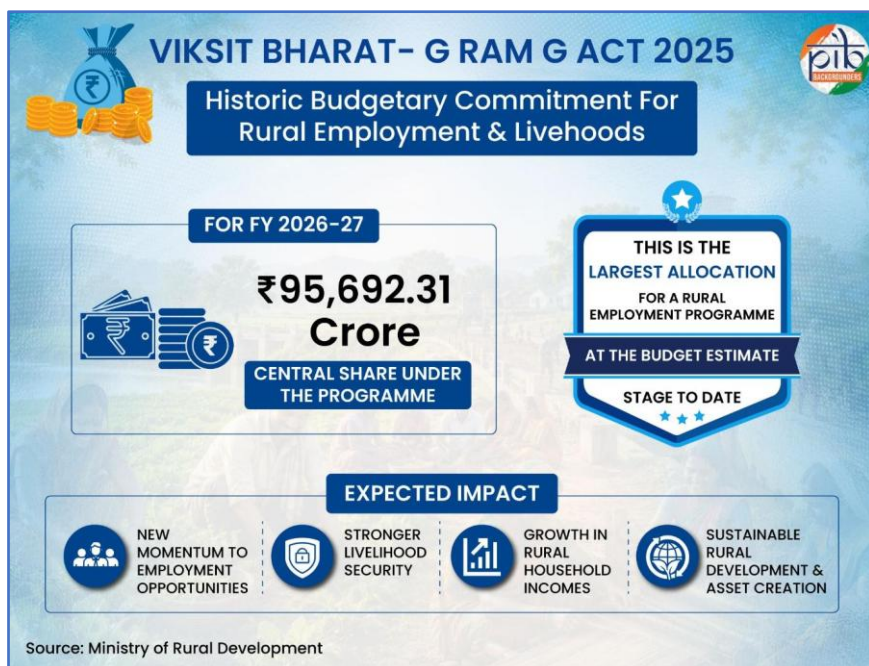 VIKSIT BHARAT- G RAM G ACT 2025
pib
BACKGROUNDERS
Historic Budgetary Commitment For
Rural Employment & Livehoods
FOR FY 2026-27
₹95,692.31
Crore
CENTRAL SHARE UNDER
THE PROGRAMME
THIS IS THE
LARGEST ALLOCATION
FOR A RURAL
EMPLOYMENT PROGRAMME
AT THE BUDGET ESTIMATE
STAGE TO DATE
EXPECTED IMPACT
NEW
MOMENTUM TO
EMPLOYMENT
OPPORTUNITIES
STRONGER
LIVELIHOOD
SECURITY
GROWTH IN
RURAL
HOUSEHOLD
INCOMES
SUSTAINABLE
RURAL
DEVELOPMENT &
ASSET CREATION
Source: Ministry of Rural Development